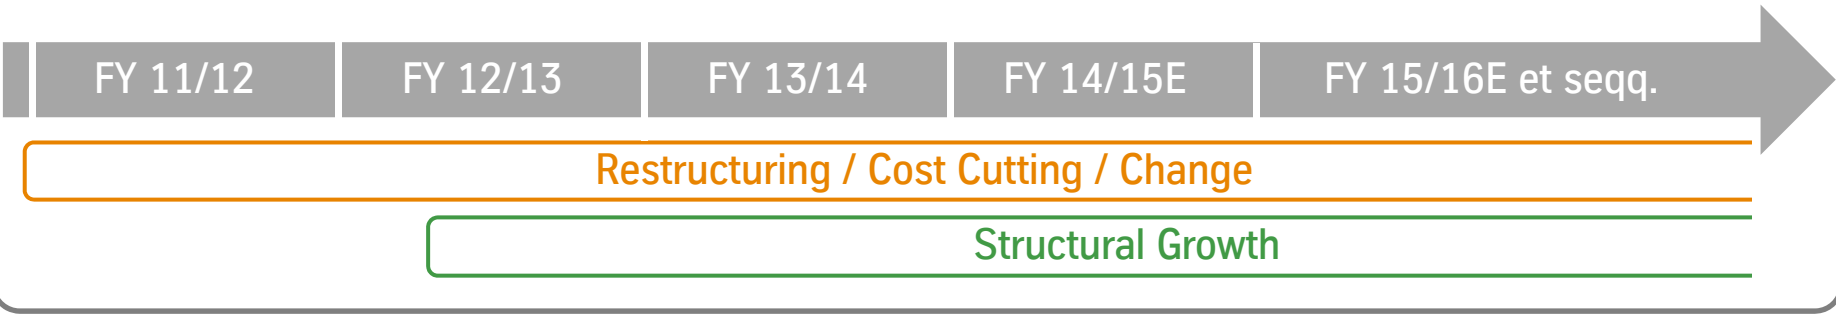 FY 11/12 FY 12/13 FY 13/14 FY 14/15E FY 15/16E et seqq.
Restructuring / Cost Cutting / Change
Structural Growth